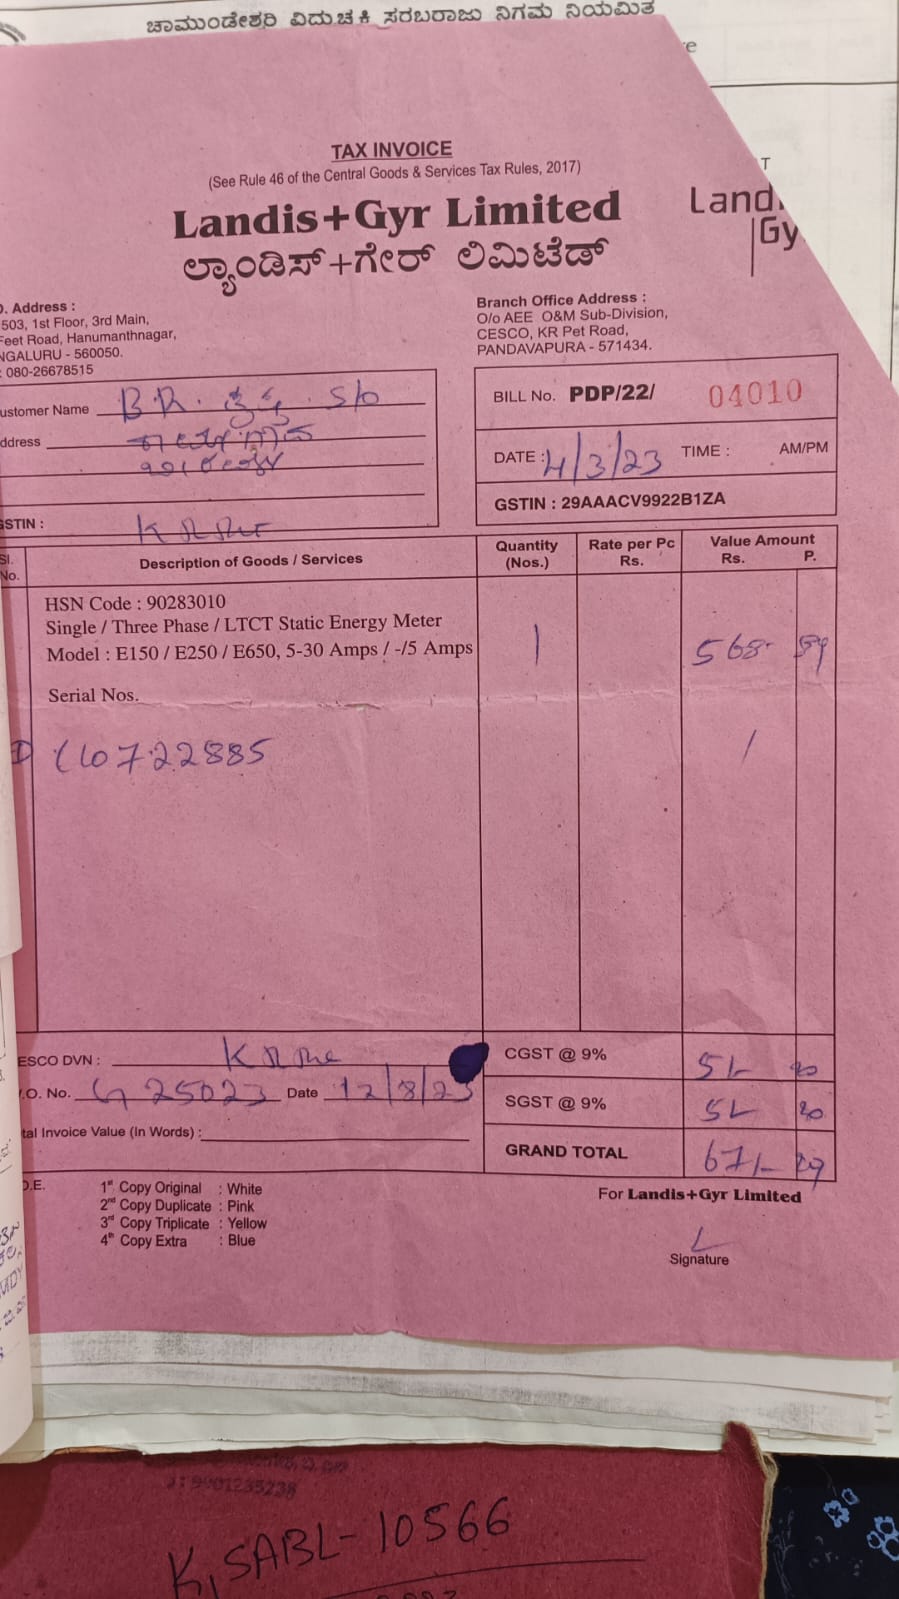 ಚಾಮುಂಡೇಶ್ವರಿ ವಿದ್ಯುಚ್ಛಕ್ತಿ ಸರಬರಾಜು ನಿಗಮ ನಿಯಮಿತ
TAX INVOICE
(See Rule 46 of the Central Goods & Services Tax Rules, 2017)
Landis+Gyr Limited
Land
Gy
ಲ್ಯಾಂಡಿಸ್+ಗೇರ್ ಲಿಮಿಟೆಡ್
. Address :
503, 1st Floor, 3rd Main,
Feet Road, Hanumanthnagar,
NGALURU - 560050.
: 080-26678515
Branch Office Address :
O/o AEE O&M Sub-Division,
CESCO, KR Pet Road,
PANDAVAPURA - 571434.
ustomer Name B.R. S/o
ddress
GSTIN :
BILL No. PDP/22/ 04010
DATE : 4/3/23 TIME : AM/PM
GSTIN : 29AAACV9922B1ZA
Sl. No. Description of Goods / Services Quantity (Nos.) Rate per Pc Rs. Value Amount Rs. P.
HSN Code : 90283010
Single / Three Phase / LTCT Static Energy Meter
Model : E150 / E250 / E650, 5-30 Amps / -/5 Amps 1 568-
Serial Nos.
ESCO DVN :
.O. No. 25023 Date 12/8/23
tal Invoice Value (In Words) :
CGST @ 9%
SGST @ 9%
GRAND TOTAL 671-
O.E.
1st Copy Original : White
2nd Copy Duplicate : Pink
3rd Copy Triplicate : Yellow
4th Copy Extra : Blue
For Landis+Gyr Limited
Signature
K, SABL-10566